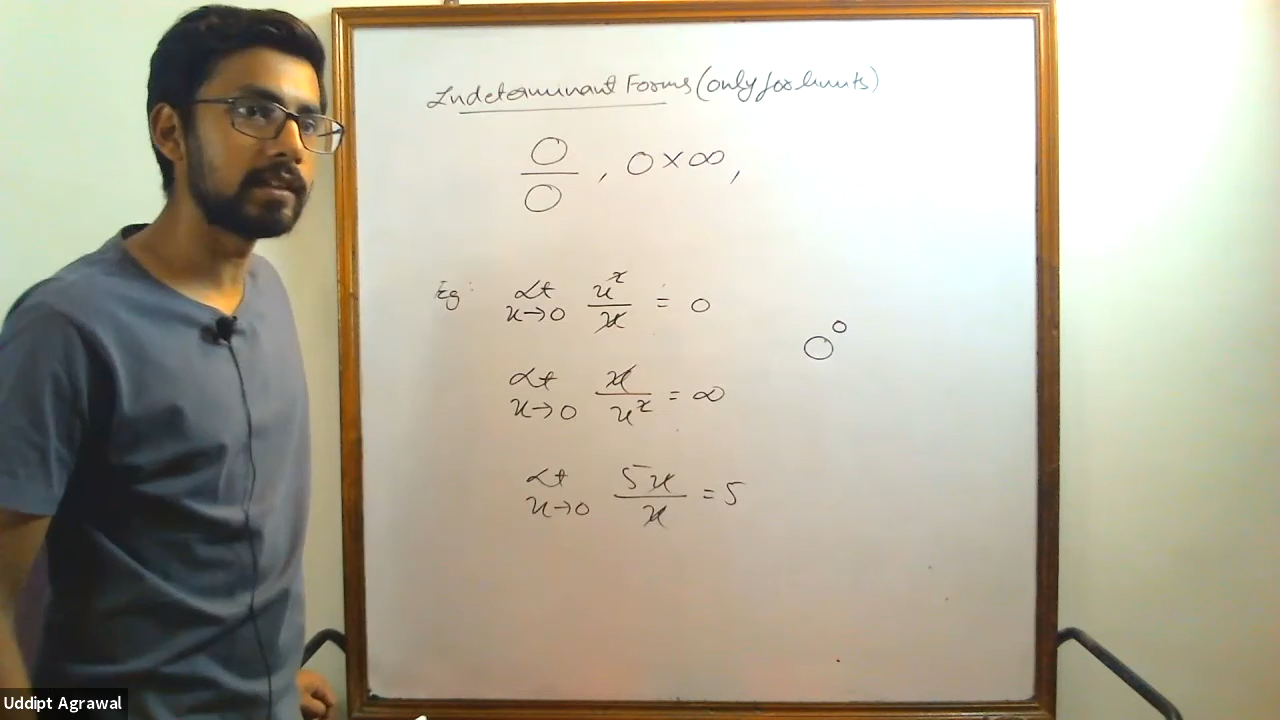 Indeterminant Forms (only for limits)
0/0 , 0 × ∞ ,
Eg: Lt x→0 x²/x = 0
0⁰
Lt x→0 x/x² = ∞
Lt x→0 5x/x = 5
Uddipt Agrawal